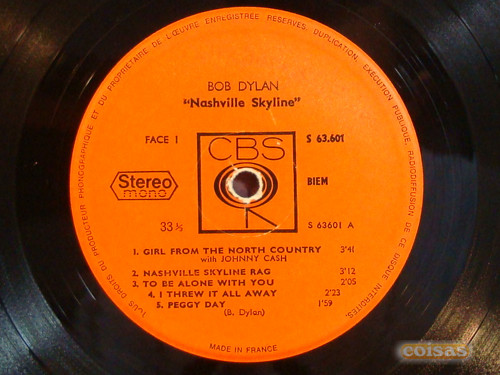 TOUS DROITS DU PRODUCTEUR PHONOGRAPHIQUE ET DU PROPRIETAIRE DE L'ŒUVRE ENREGISTREE RESERVES. DUPLICATION, EXECUTION PUBLIQUE, RADIODIFFUSION DE CE DISQUE INTERDITES.
BOB DYLAN
"Nashville Skyline"
FACE 1
CBS
S 63.601
Stereo
mono
BIEM
33⅓
S 63601 A
1. GIRL FROM THE NORTH COUNTRY 3'41
with JOHNNY CASH
2. NASHVILLE SKYLINE RAG 3'12
3. TO BE ALONE WITH YOU 2'05
4. I THREW IT ALL AWAY 2'23
5. PEGGY DAY 1'59
(B. Dylan)
MADE IN FRANCE
coisas